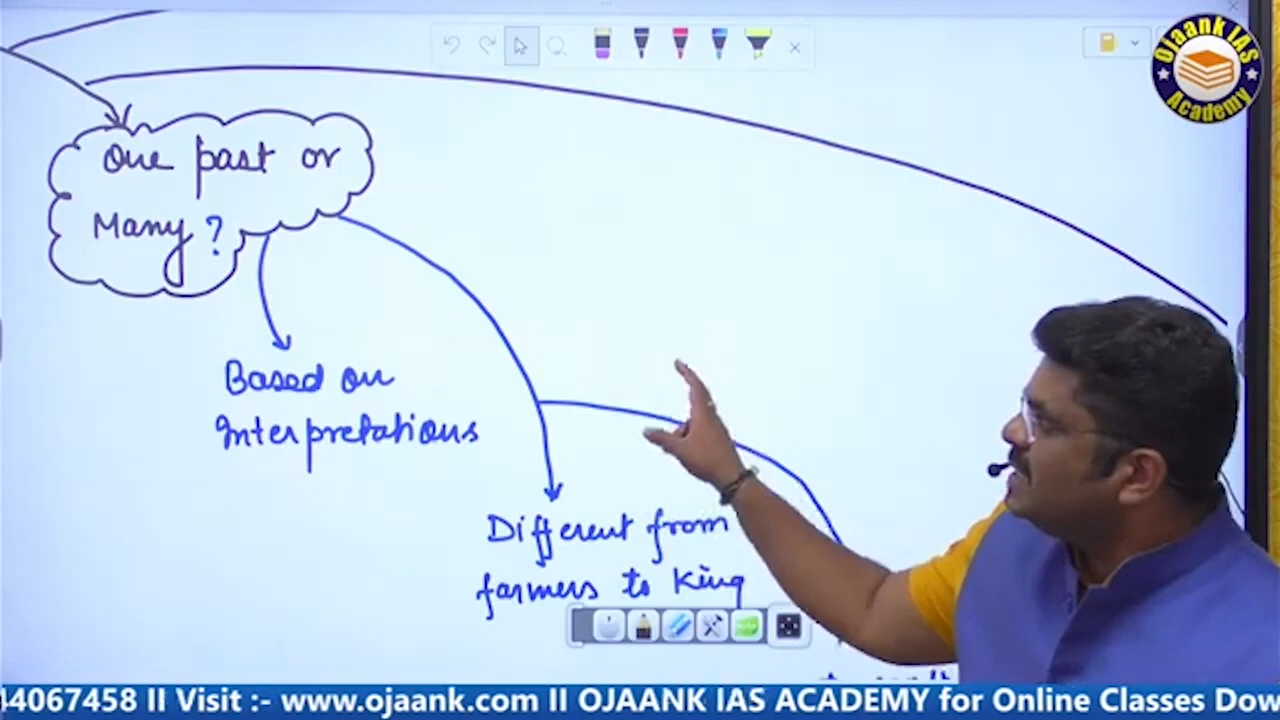 Ojaank IAS
Academy
One past or
Many?
Based on
Interpretations
Different from
farmers to King
44067458 II Visit :- www.ojaank.com II OJAANK IAS ACADEMY for Online Classes Dow